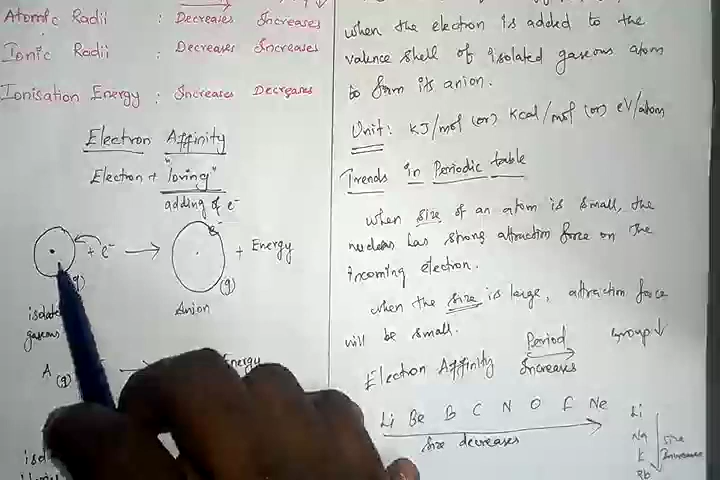 Atomic Radii : Decreases Increases
Ionic Radii : Decreases Increases
Ionisation Energy : Increases Decreases
Electron Affinity
Electron + "loving"
adding of e⁻
+ e⁻ → e⁻ + Energy
(g)
(g)
Anion
gaseous
A (g)
→
when the election is added to the
valence shell of isolated gaseous atom
to form its anion.
Unit: KJ/mol (or) Kcal/mol (or) eV/atom
Trends in Periodic table
when size of an atom is small, the
nucleus has strong attraction force on the
incoming election.
when the size is large, attraction force
will be small.
Period Group ↓
Electron Affinity Increases
Li Be B C N O F Ne
Size decreases
Li
Na
K
Rb
Size
Increases